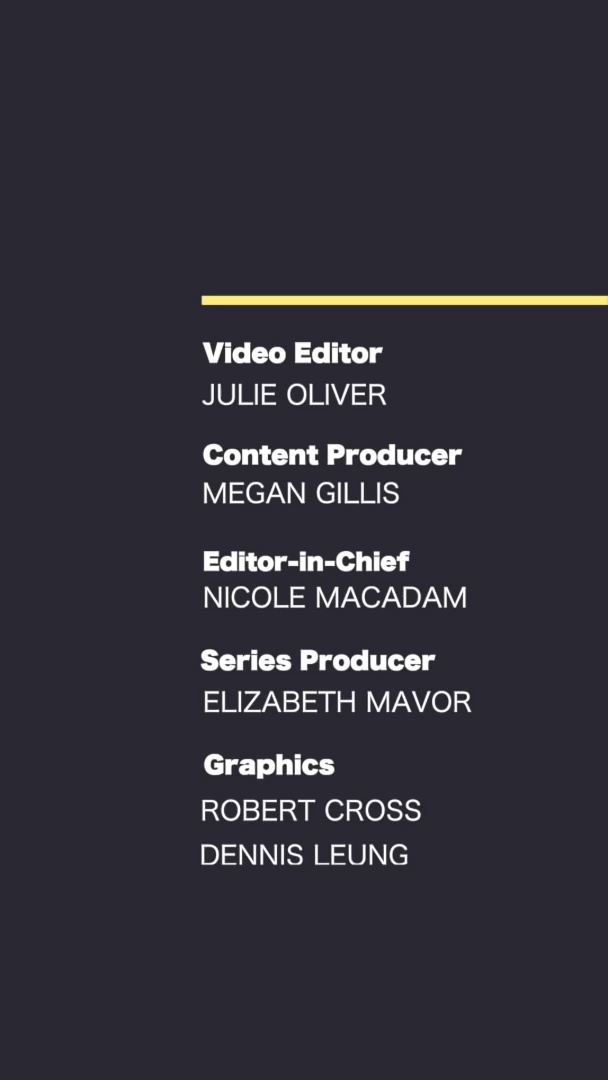 Video Editor
JULIE OLIVER
Content Producer
MEGAN GILLIS
Editor-in-Chief
NICOLE MACADAM
Series Producer
ELIZABETH MAVOR
Graphics
ROBERT CROSS
DENNIS LEUNG